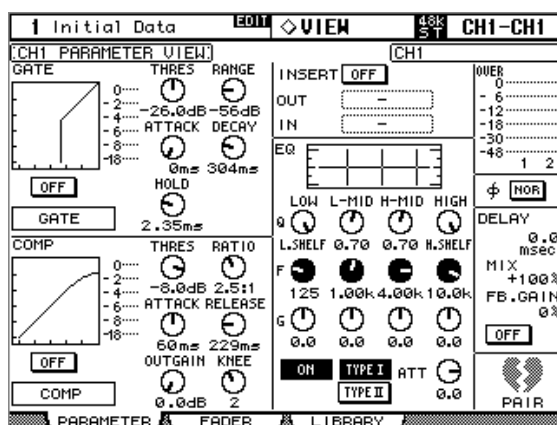 1 Initial Data EDIT ◇VIEW 48K ST CH1-CH1
CH1 PARAMETER VIEW CH1
GATE
THRES RANGE
0
-2
-4
-6
-8
-18
-26.0dB -56dB
ATTACK DECAY
0ms 304ms
HOLD
2.35ms
OFF
GATE
COMP
THRES RATIO
0
-2
-4
-6
-8
-18
-8.0dB 2.5:1
ATTACK RELEASE
60ms 229ms
OUTGAIN KNEE
0.0dB 2
OFF
COMP
INSERT OFF
OUT -
IN -
EQ
LOW L-MID H-MID HIGH
Q
L.SHELF 0.70 0.70 H.SHELF
F
125 1.00k 4.00k 10.0k
G
0.0 0.0 0.0 0.0
ON TYPE I ATT
TYPE II 0.0
OVER
0
-6
-12
-18
-30
-48
1 2
φ NOR
DELAY
0.0
msec
MIX
+100%
FB.GAIN
0%
OFF
PAIR
PARAMETER FADER LIBRARY